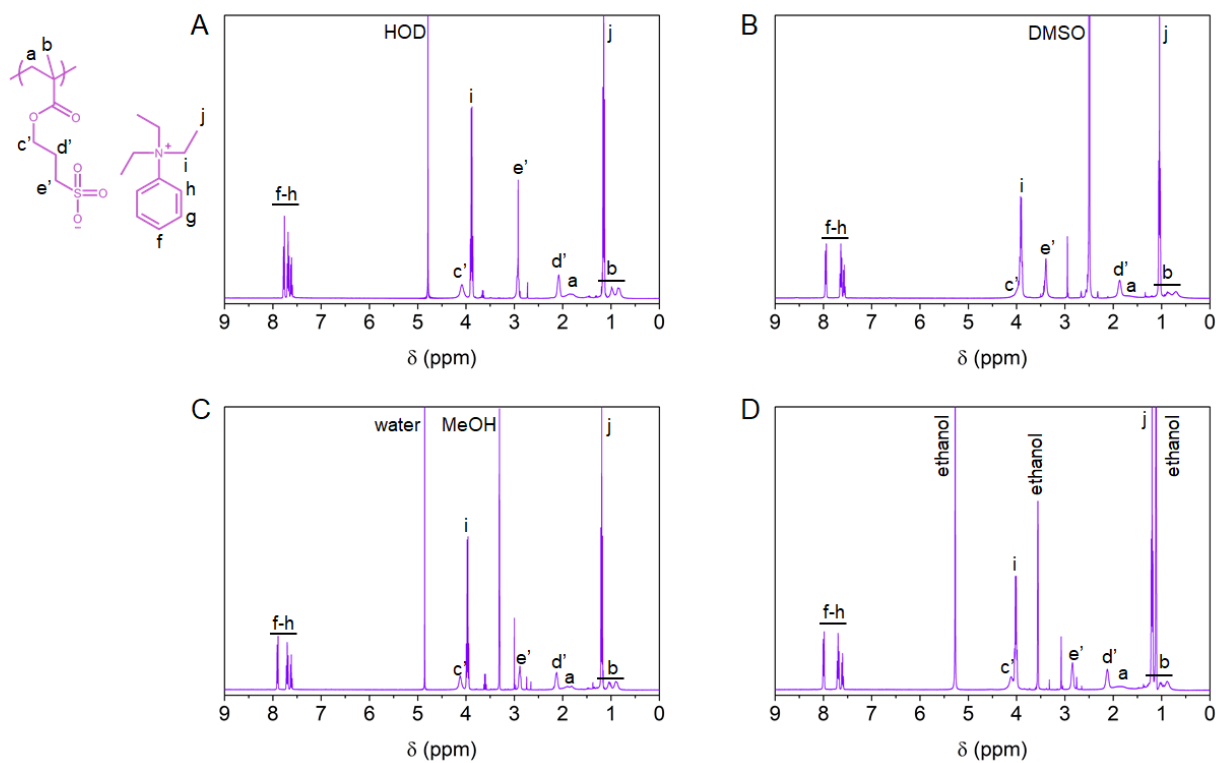 A
HOD
j
i
e'
f-h
c'
d'
a
b
9 8 7 6 5 4 3 2 1 0
δ (ppm)
B
DMSO
j
i
e'
f-h
c'
d'
a
b
9 8 7 6 5 4 3 2 1 0
δ (ppm)
a
b
O
O
c'
d'
e'
O
S
O
O
−
j
N
+
i
h
g
f
C
water
MeOH
j
i
f-h
c'
e'
d'
a
b
9 8 7 6 5 4 3 2 1 0
δ (ppm)
D
ethanol
ethanol
j
ethanol
i
f-h
c'
e'
d'
a
b
9 8 7 6 5 4 3 2 1 0
δ (ppm)